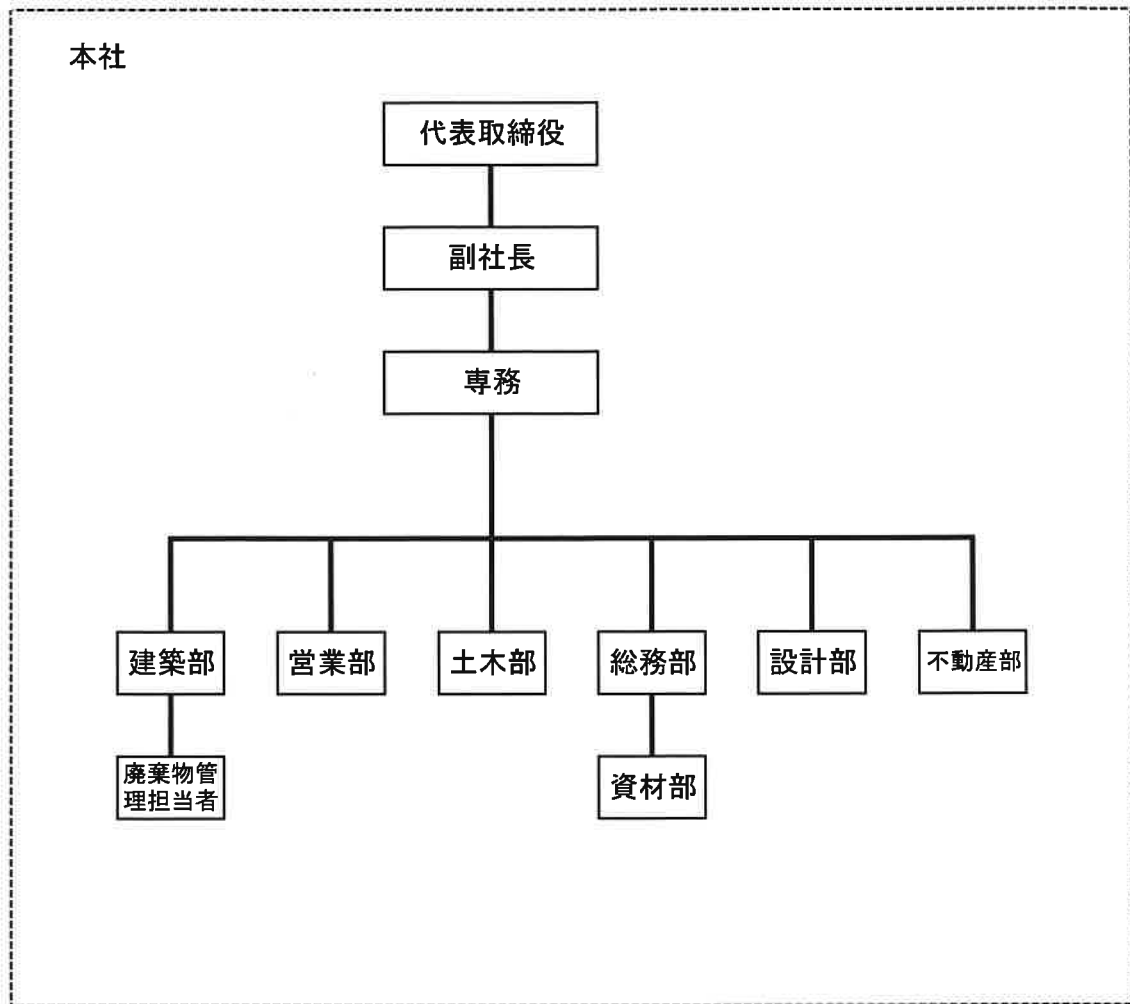 本社
代表取締役
副社長
専務
建築部
営業部
土木部
総務部
設計部
不動産部
廃棄物管
理担当者
資材部